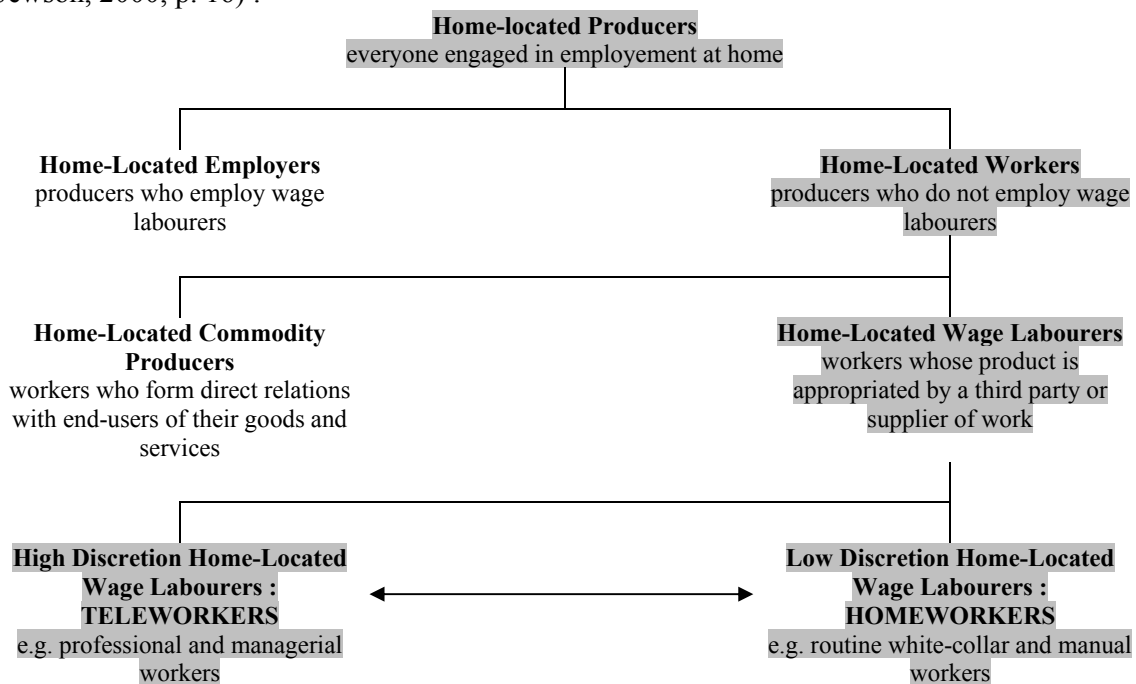 Jewson, 2000, p. 16) :
Home-located Producers
everyone engaged in employement at home
Home-Located Employers
producers who employ wage
labourers
Home-Located Workers
producers who do not employ wage
labourers
Home-Located Commodity
Producers
workers who form direct relations
with end-users of their goods and
services
Home-Located Wage Labourers
workers whose product is
appropriated by a third party or
supplier of work
High Discretion Home-Located
Wage Labourers :
TELEWORKERS
e.g. professional and managerial
workers
Low Discretion Home-Located
Wage Labourers :
HOMEWORKERS
e.g. routine white-collar and manual
workers